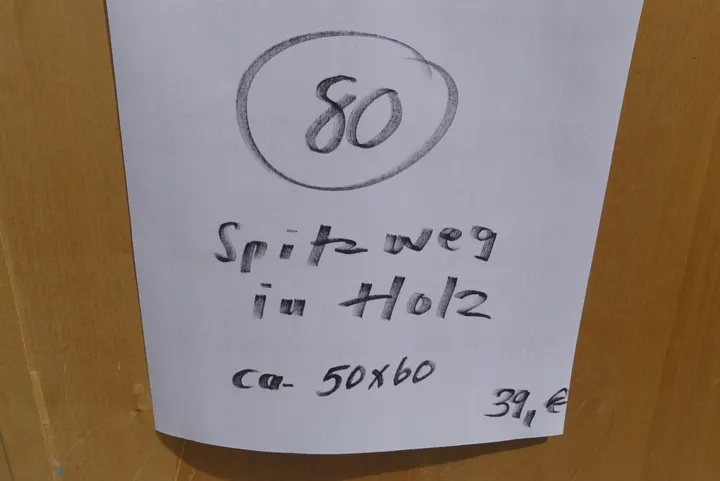 80
Spitzweg
in Holz
ca. 50x60
39,€